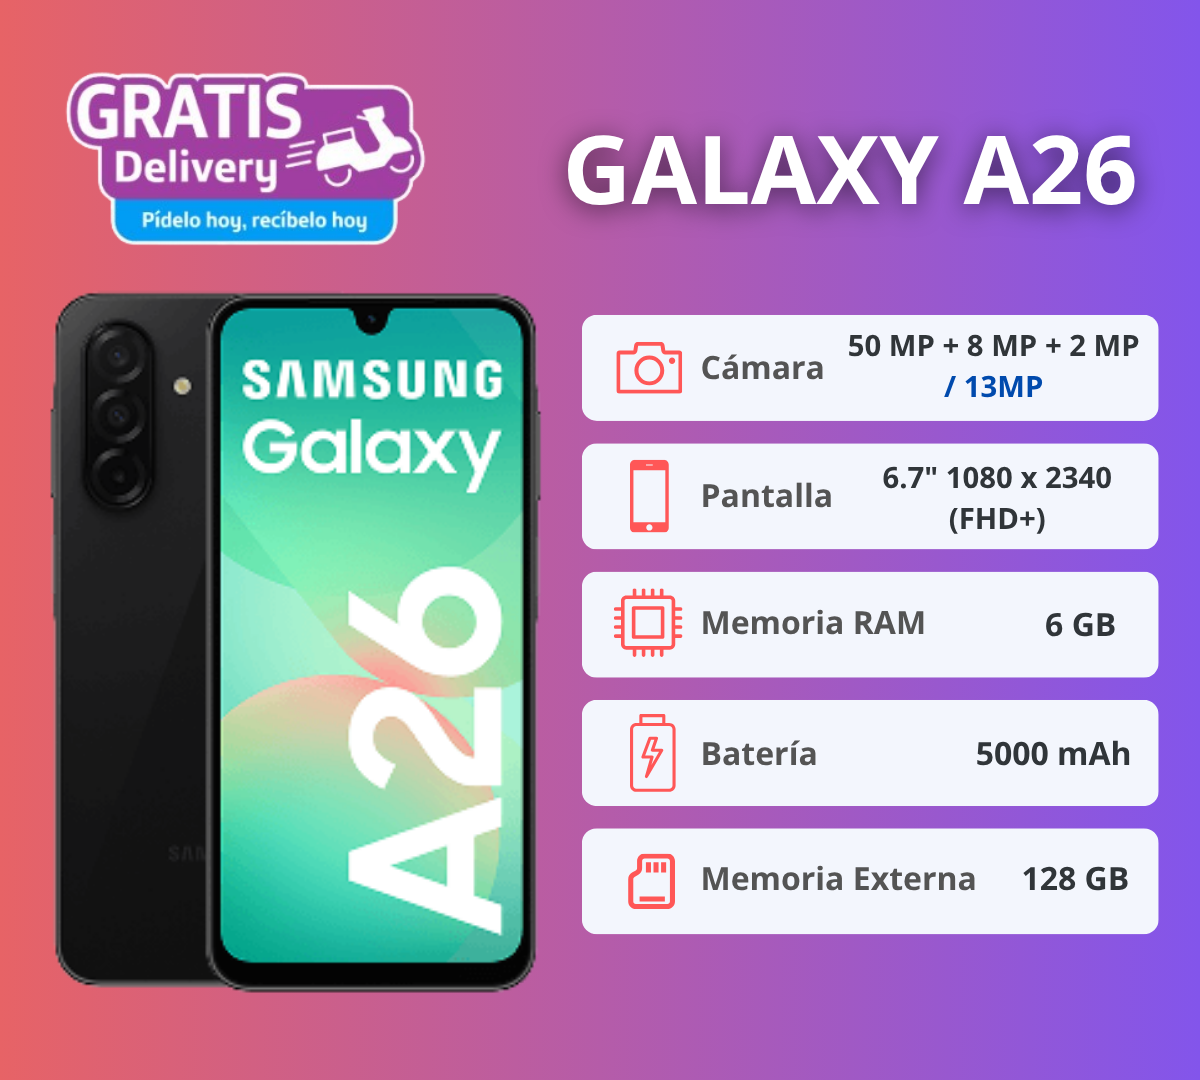 GRATIS
Delivery
Pídelo hoy, recíbelo hoy
GALAXY A26
SAMSUNG
Galaxy
A26
SAM
Cámara
50 MP + 8 MP + 2 MP
/ 13MP
Pantalla
6.7" 1080 x 2340
(FHD+)
Memoria RAM
6 GB
Batería
5000 mAh
Memoria Externa
128 GB